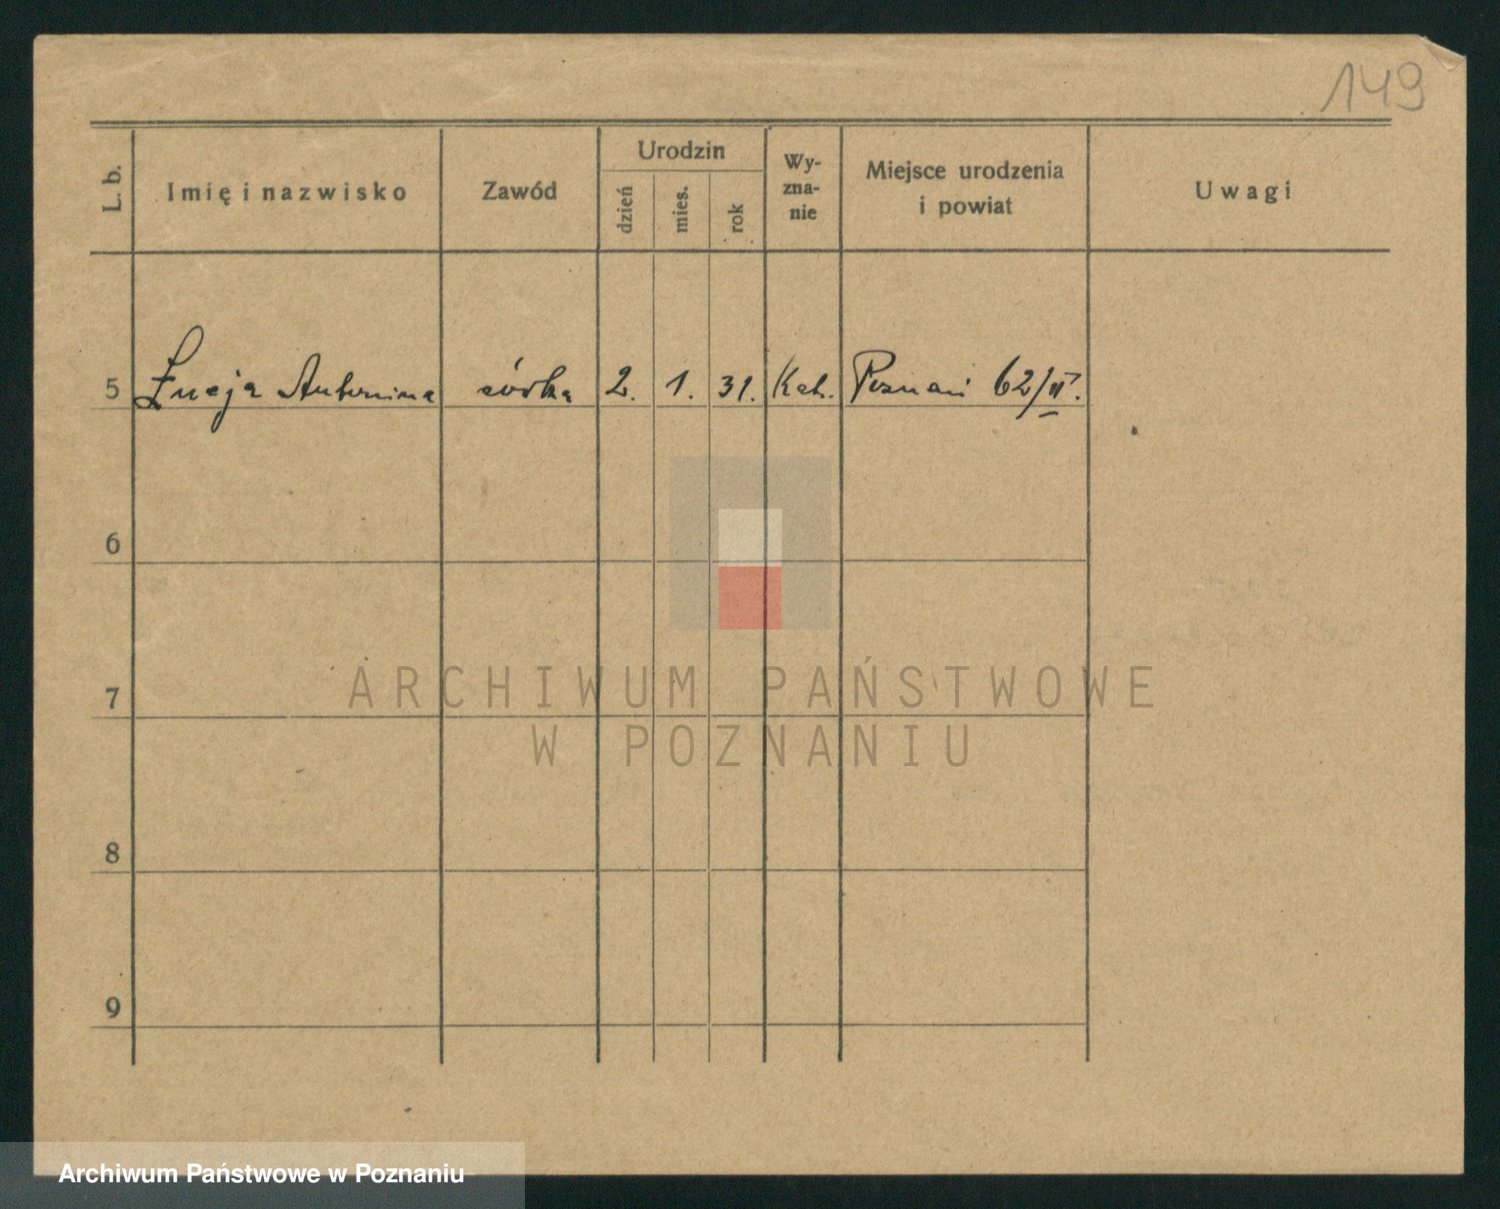 149
L. b.
Imię i nazwisko
Zawód
Urodzin
dzień
mies.
rok
Wy-
zna-
nie
Miejsce urodzenia
i powiat
Uwagi
5 Łucja Antonina córka 2. 1. 31. Kat. Poznań 62/II.
6
7
8
9
ARCHIWUM PAŃSTWOWE
W POZNANIU
Archiwum Państwowe w Poznaniu